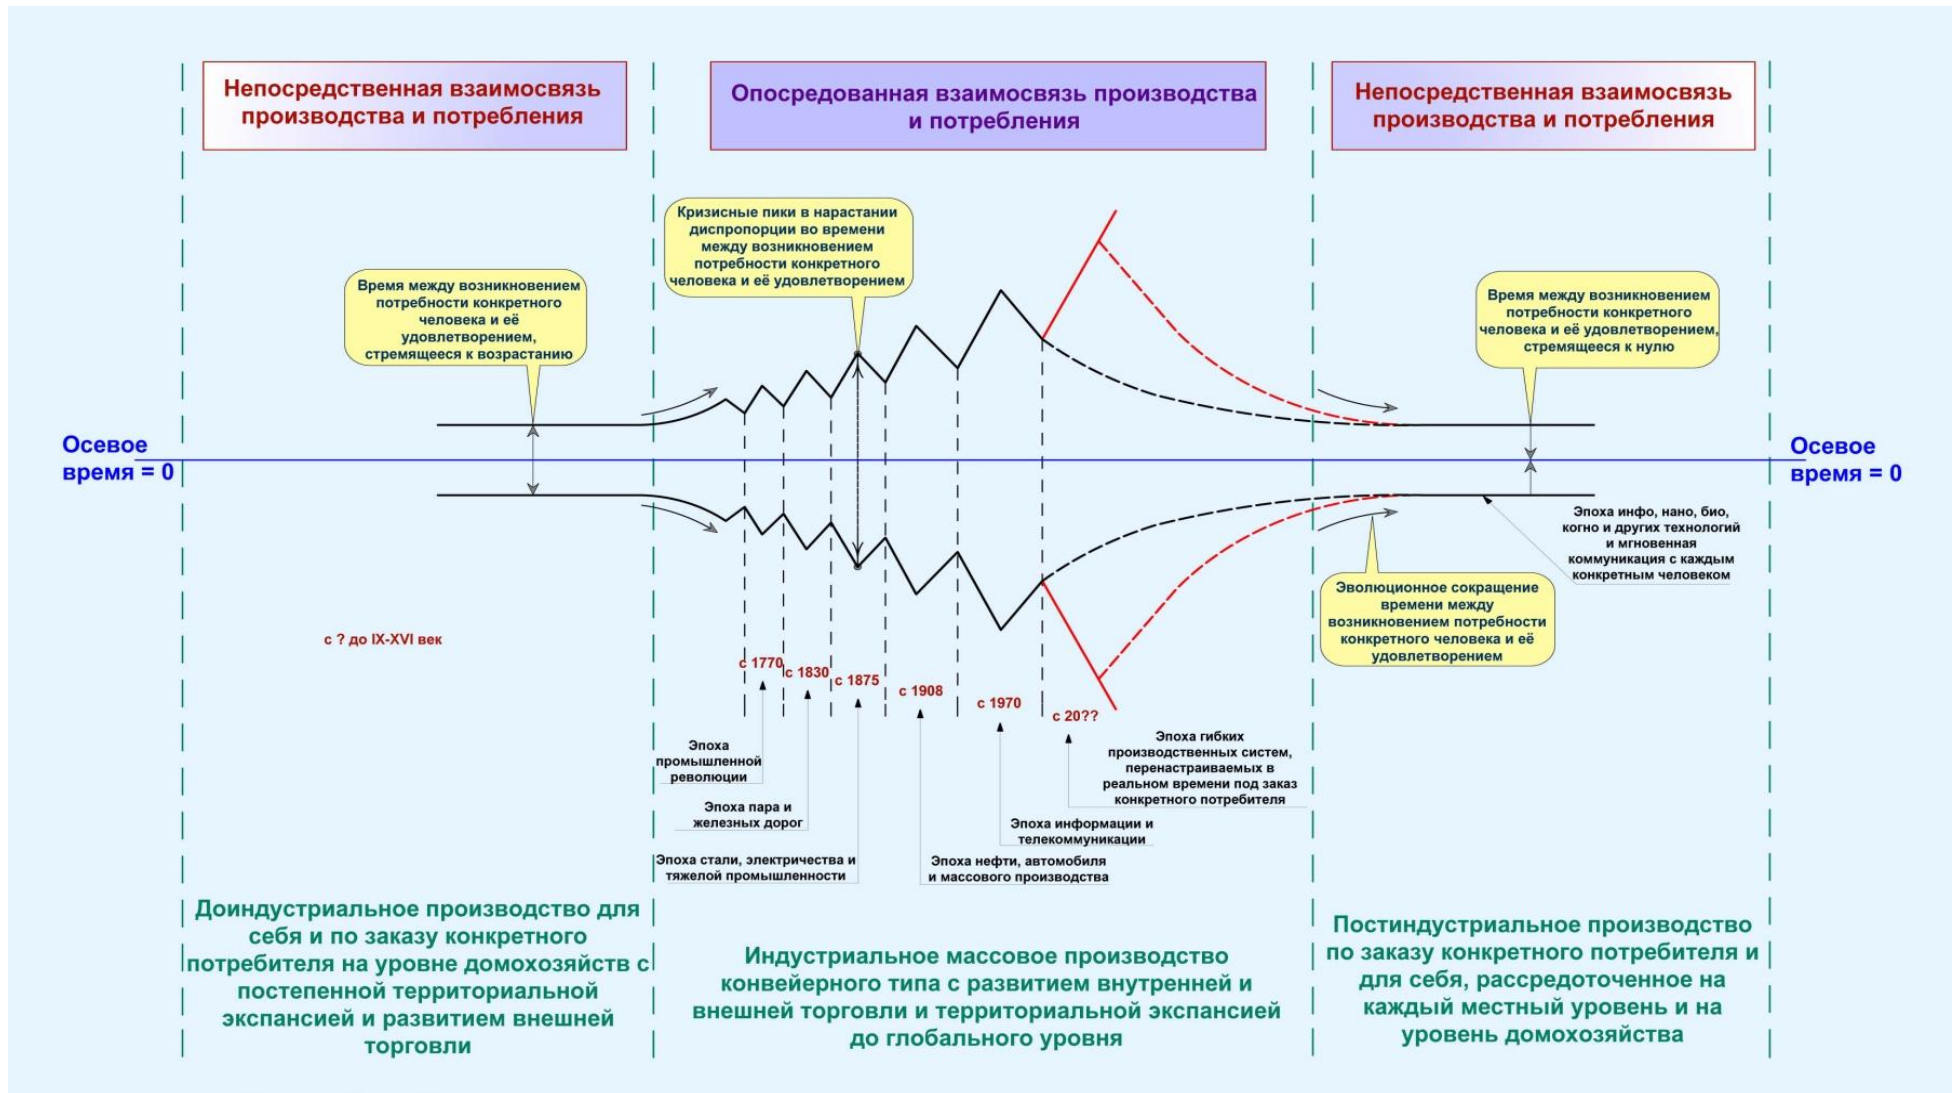 Непосредственная взаимосвязь
производства и потребления
Опосредованная взаимосвязь производства
и потребления
Непосредственная взаимосвязь
производства и потребления
Кризисные пики в нарастании
диспропорции во времени
между возникновением
потребности конкретного
человека и её удовлетворением
Время между возникновением
потребности конкретного
человека и её
удовлетворением,
стремящееся к возрастанию
Время между возникновением
потребности конкретного
человека и её удовлетворением,
стремящееся к нулю
Осевое
время = 0
Осевое
время = 0
Эпоха инфо, нано, био,
когно и других технологий
и мгновенная
коммуникация с каждым
конкретным человеком
Эволюционное сокращение
времени между
возникновением потребности
конкретного человека и её
удовлетворением
с ? до IX-XVI век
с 1770
с 1830
с 1875
с 1908
с 1970
с 20??
Эпоха
промышленной
революции
Эпоха пара и
железных дорог
Эпоха стали, электричества и
тяжелой промышленности
Эпоха нефти, автомобиля
и массового производства
Эпоха информации и
телекоммуникации
Эпоха гибких
производственных систем,
перенастраиваемых в
реальном времени под заказ
конкретного потребителя
Доиндустриальное производство для
себя и по заказу конкретного
потребителя на уровне домохозяйств с
постепенной территориальной
экспансией и развитием внешней
торговли
Индустриальное массовое производство
конвейерного типа с развитием внутренней и
внешней торговли и территориальной экспансией
до глобального уровня
Постиндустриальное производство
по заказу конкретного потребителя и
для себя, рассредоточенное на
каждый местный уровень и на
уровень домохозяйства